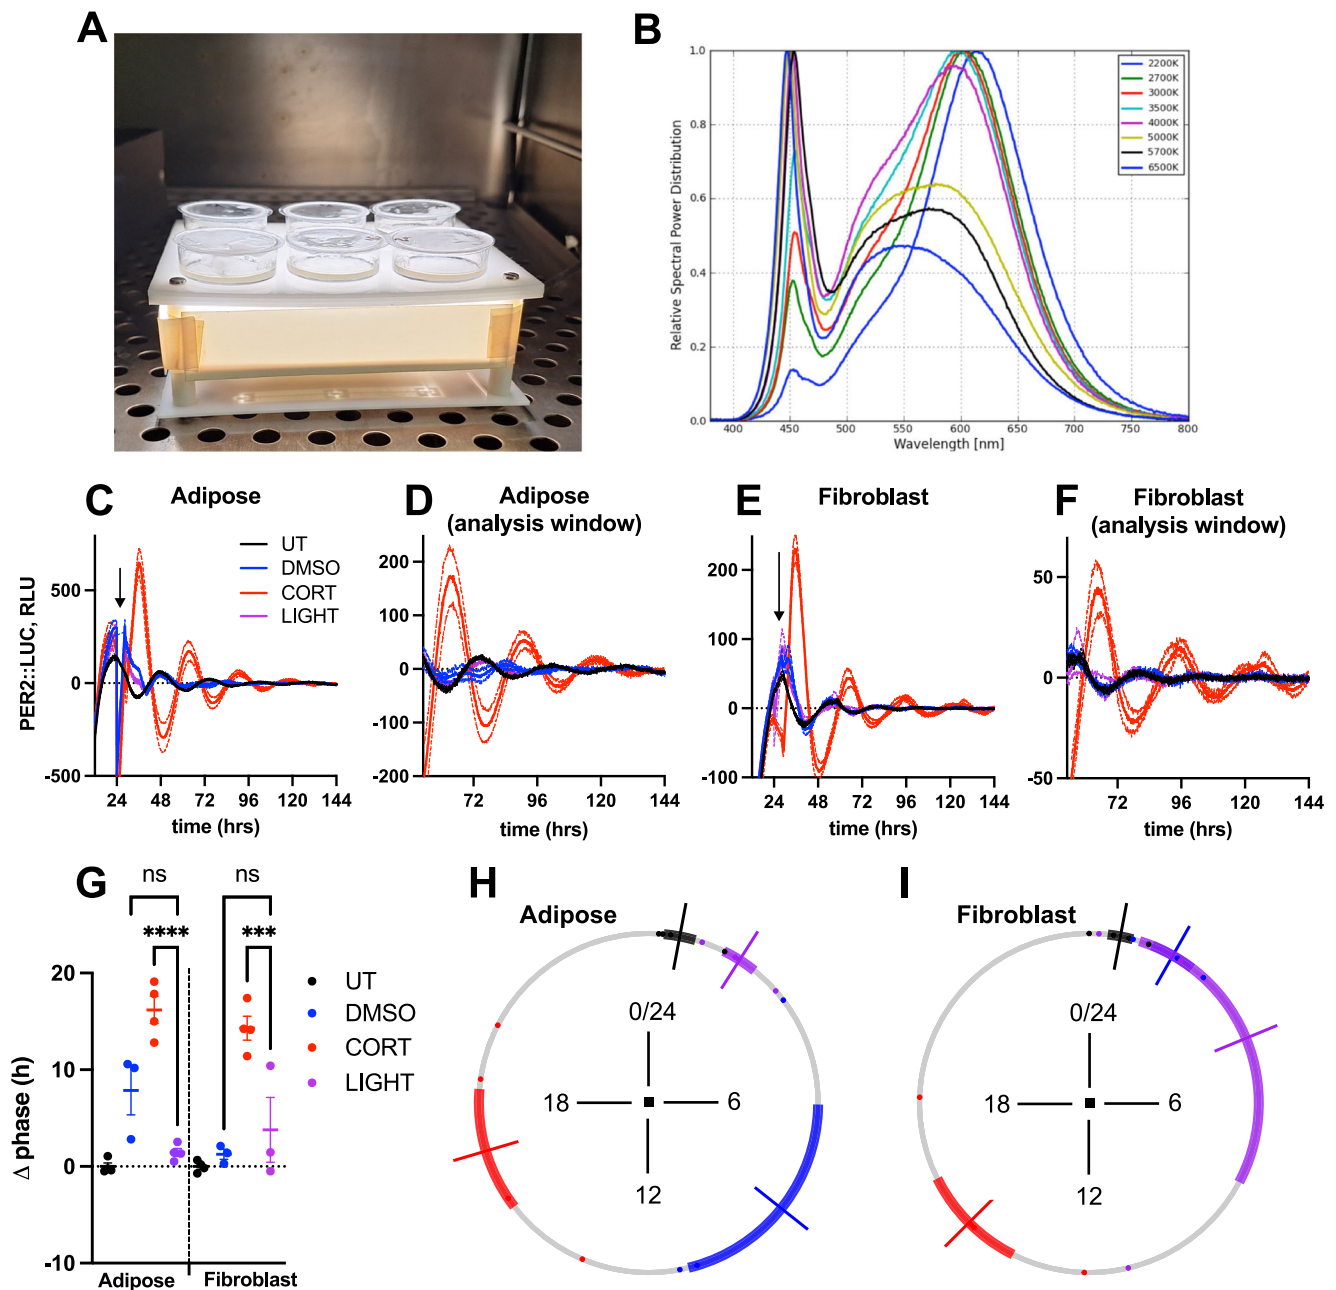 A
B
1.0
0.8
0.6
0.4
0.2
0.0
Relative Spectral Power Distribution
400
450
500
550
600
650
700
750
800
Wavelength [nm]
2200K
2700K
3000K
3500K
4000K
5000K
5700K
6500K
C
Adipose
500
0
-500
PER2::LUC, RLU
24
48
72
96
120
144
time (hrs)
UT
DMSO
CORT
LIGHT
D
Adipose
(analysis window)
200
100
0
-100
-200
72
96
120
144
time (hrs)
E
Fibroblast
200
100
0
-100
24
48
72
96
120
144
time (hrs)
F
Fibroblast
(analysis window)
50
0
-50
72
96
120
144
time (hrs)
G
ns
ns
****
***
20
10
0
-10
Δ phase (h)
Adipose
Fibroblast
UT
DMSO
CORT
LIGHT
H
Adipose
0/24
18
6
12
I
Fibroblast
0/24
18
6
12